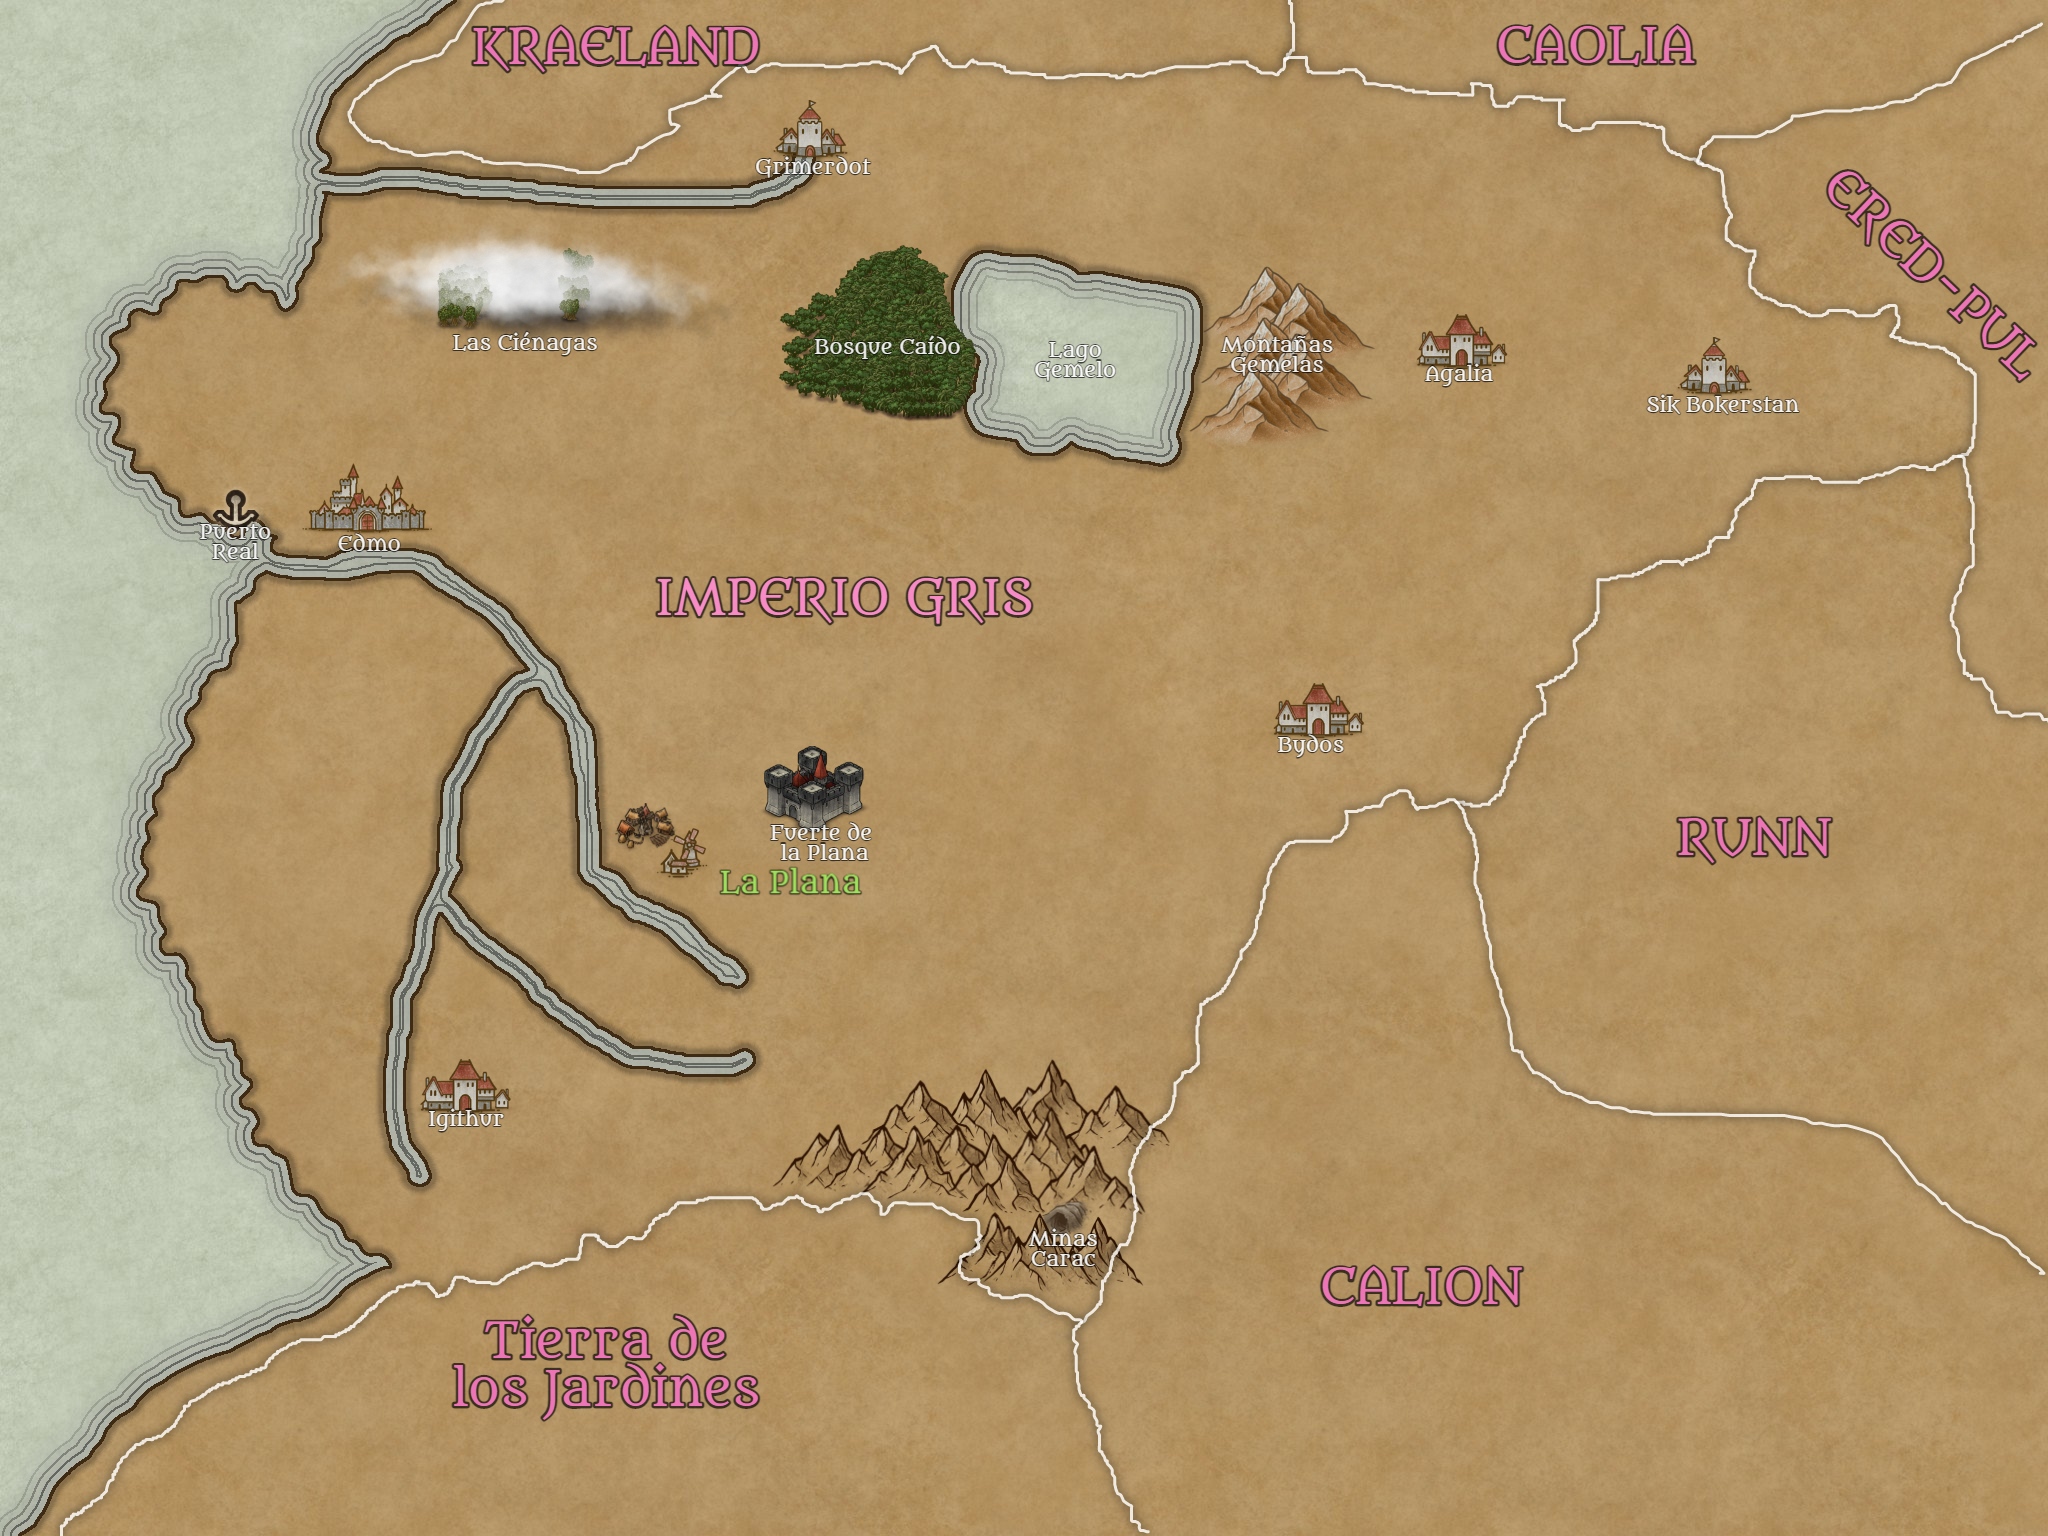 KRAELAND
CAOLIA
Grimerdot
ERED-PUL
Las Ciénagas
Bosque Caído
Lago
Gemelo
Montañas
Gemelas
Agalia
Sik Bokerstan
Puerto
Real
Edmo
IMPERIO GRIS
Bydos
Fuerte de
la Plana
La Plana
RUNN
Igithur
Minas
Carac
CALION
Tierra de
los Jardines